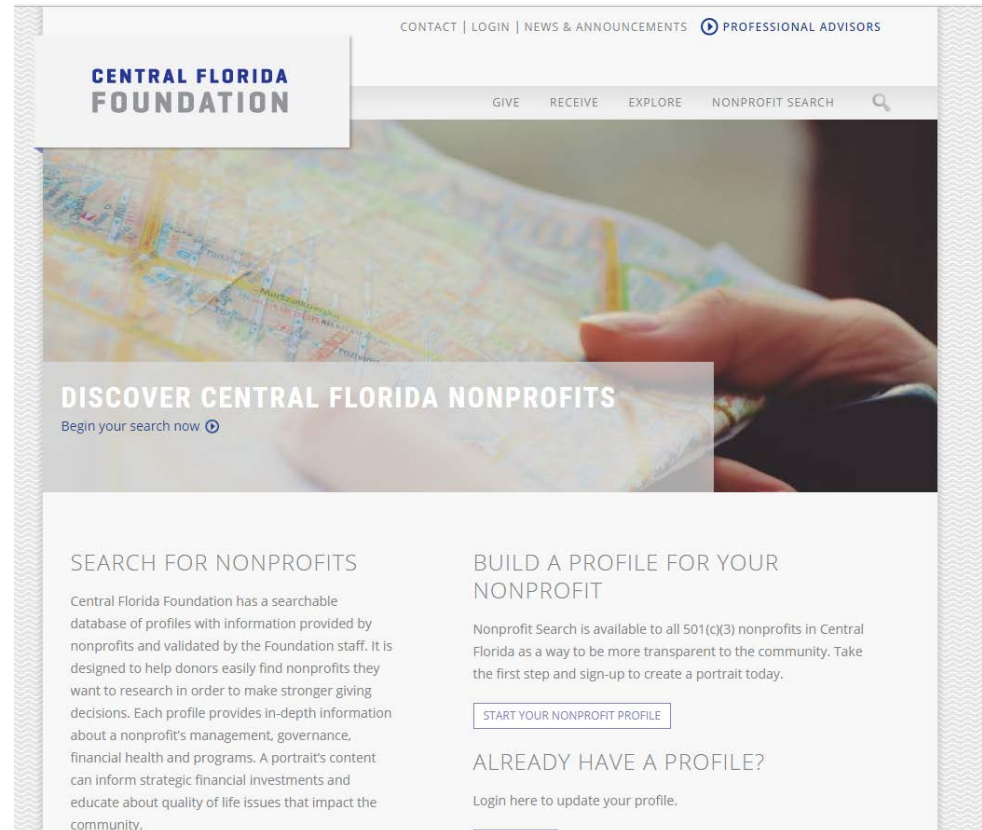 CONTACT | LOGIN | NEWS & ANNOUNCEMENTS PROFESSIONAL ADVISORS
CENTRAL FLORIDA
FOUNDATION
GIVE RECEIVE EXPLORE NONPROFIT SEARCH
Marszałkowska
DISCOVER CENTRAL FLORIDA NONPROFITS
Begin your search now
SEARCH FOR NONPROFITS
Central Florida Foundation has a searchable
database of profiles with information provided by
nonprofits and validated by the Foundation staff. It is
designed to help donors easily find nonprofits they
want to research in order to make stronger giving
decisions. Each profile provides in-depth information
about a nonprofit's management, governance,
financial health and programs. A portrait's content
can inform strategic financial investments and
educate about quality of life issues that impact the
community.
BUILD A PROFILE FOR YOUR
NONPROFIT
Nonprofit Search is available to all 501(c)(3) nonprofits in Central
Florida as a way to be more transparent to the community. Take
the first step and sign-up to create a portrait today.
START YOUR NONPROFIT PROFILE
ALREADY HAVE A PROFILE?
Login here to update your profile.